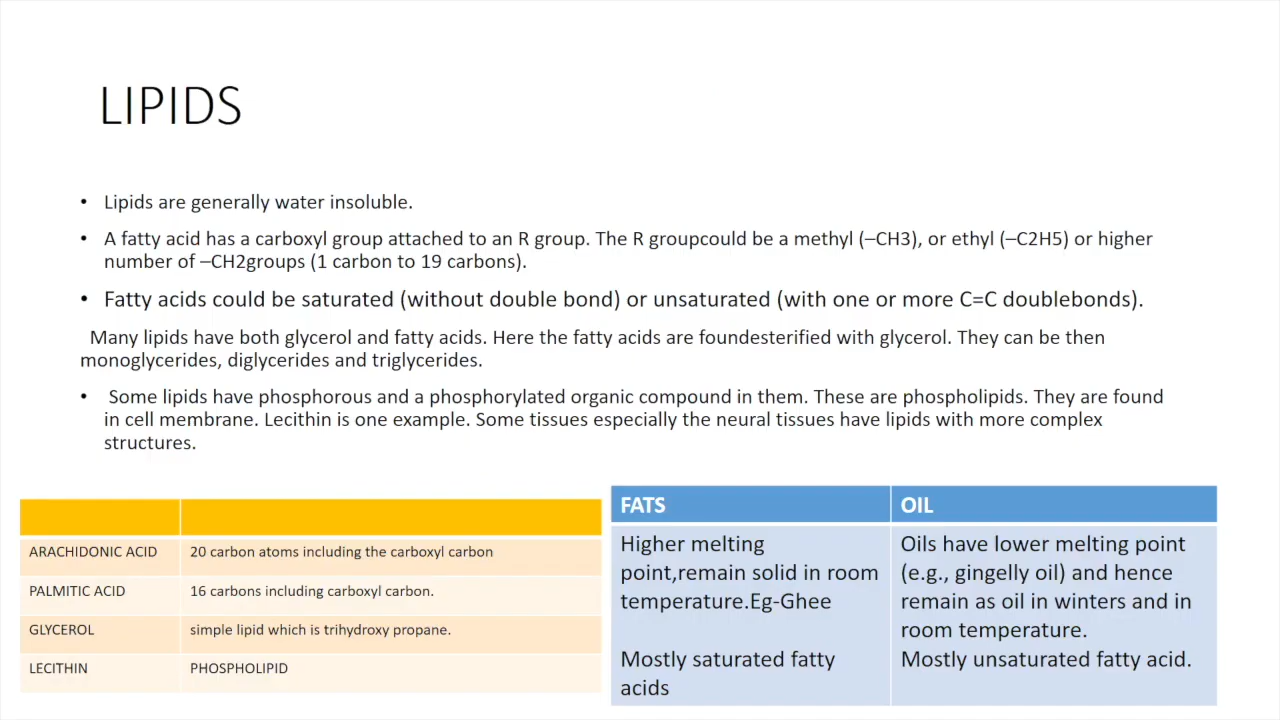 LIPIDS
• Lipids are generally water insoluble.
• A fatty acid has a carboxyl group attached to an R group. The R groupcould be a methyl (–CH3), or ethyl (–C2H5) or higher
number of –CH2groups (1 carbon to 19 carbons).
• Fatty acids could be saturated (without double bond) or unsaturated (with one or more C=C doublebonds).
Many lipids have both glycerol and fatty acids. Here the fatty acids are foundesterified with glycerol. They can be then
monoglycerides, diglycerides and triglycerides.
• Some lipids have phosphorous and a phosphorylated organic compound in them. These are phospholipids. They are found
in cell membrane. Lecithin is one example. Some tissues especially the neural tissues have lipids with more complex
structures.
ARACHIDONIC ACID 20 carbon atoms including the carboxyl carbon
PALMITIC ACID 16 carbons including carboxyl carbon.
GLYCEROL simple lipid which is trihydroxy propane.
LECITHIN PHOSPHOLIPID
FATS OIL
Higher melting
point,remain solid in room
temperature.Eg-Ghee
Mostly saturated fatty
acids
Oils have lower melting point
(e.g., gingelly oil) and hence
remain as oil in winters and in
room temperature.
Mostly unsaturated fatty acid.